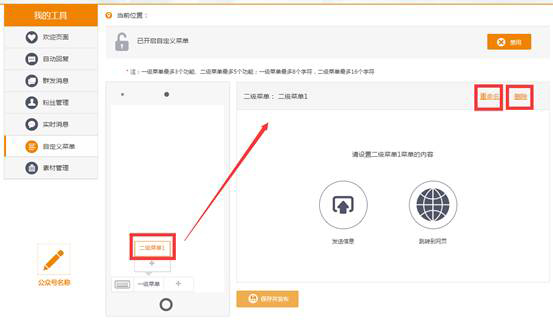 我的工具
当前位置：
欢迎页面
自动回复
群发消息
粉丝管理
实时消息
自定义菜单
素材管理
公众号名称
已开启自定义菜单
禁用
*注：一级菜单最多3个功能，二级菜单最多5个功能；一级菜单最多8个字符，二级菜单最多16个字符
二级菜单： 二级菜单1
重命名
删除
请设置二级菜单1菜单的内容
发送信息
跳转到网页
二级菜单1
+
一级菜单
+
保存并发布